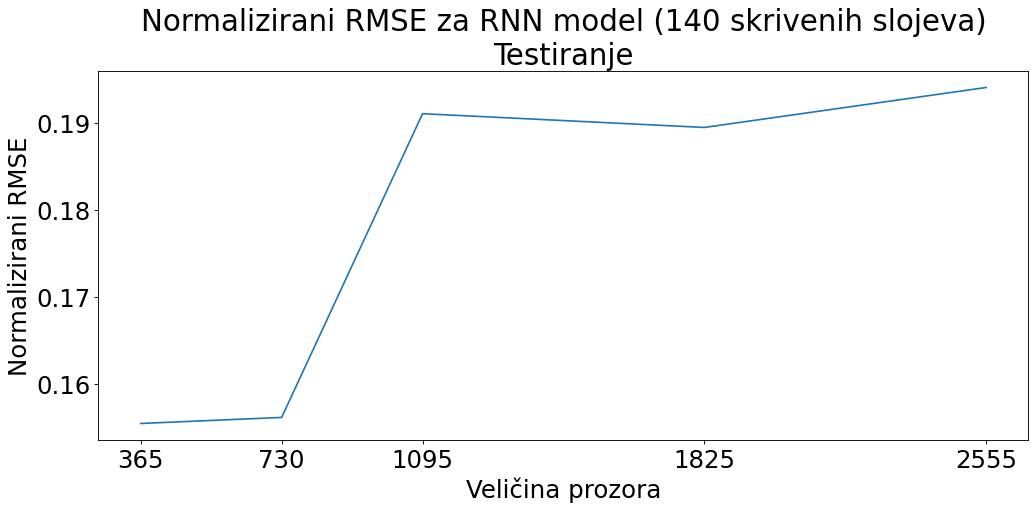 Normalizirani RMSE za RNN model (140 skrivenih slojeva)
Testiranje
Normalizirani RMSE
0.19
0.18
0.17
0.16
365 730 1095 1825 2555
Veličina prozora